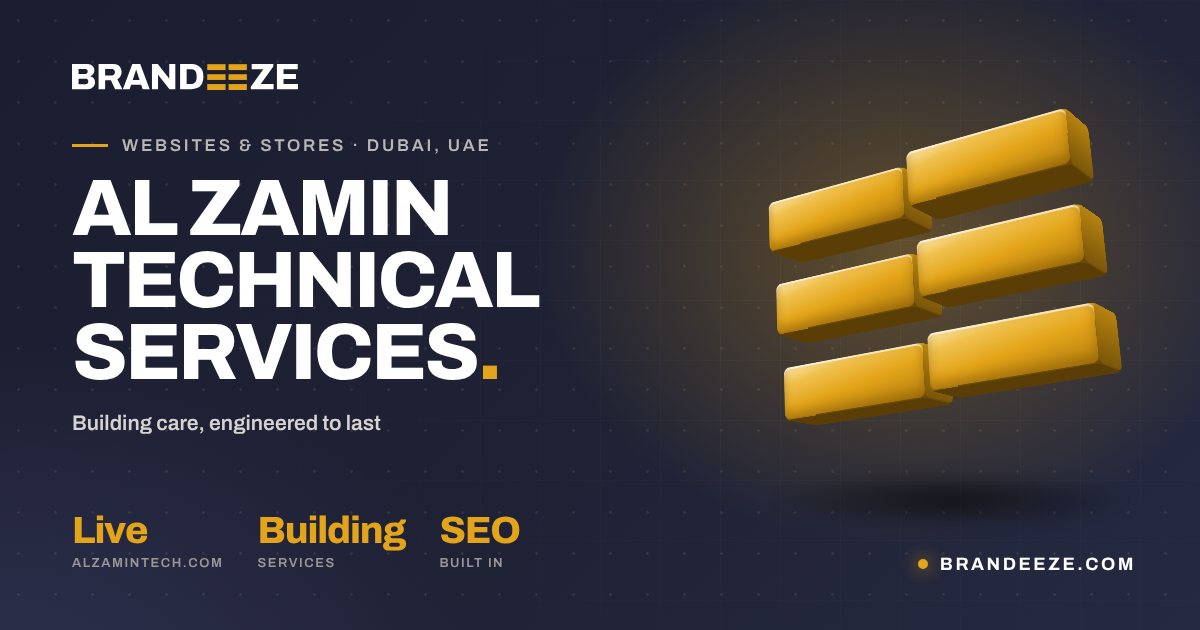 BRANDEEZE
WEBSITES & STORES · DUBAI, UAE
AL ZAMIN
TECHNICAL
SERVICES.
Building care, engineered to last
Live Building SEO
ALZAMINTECH.COM SERVICES BUILT IN
BRANDEEZE.COM